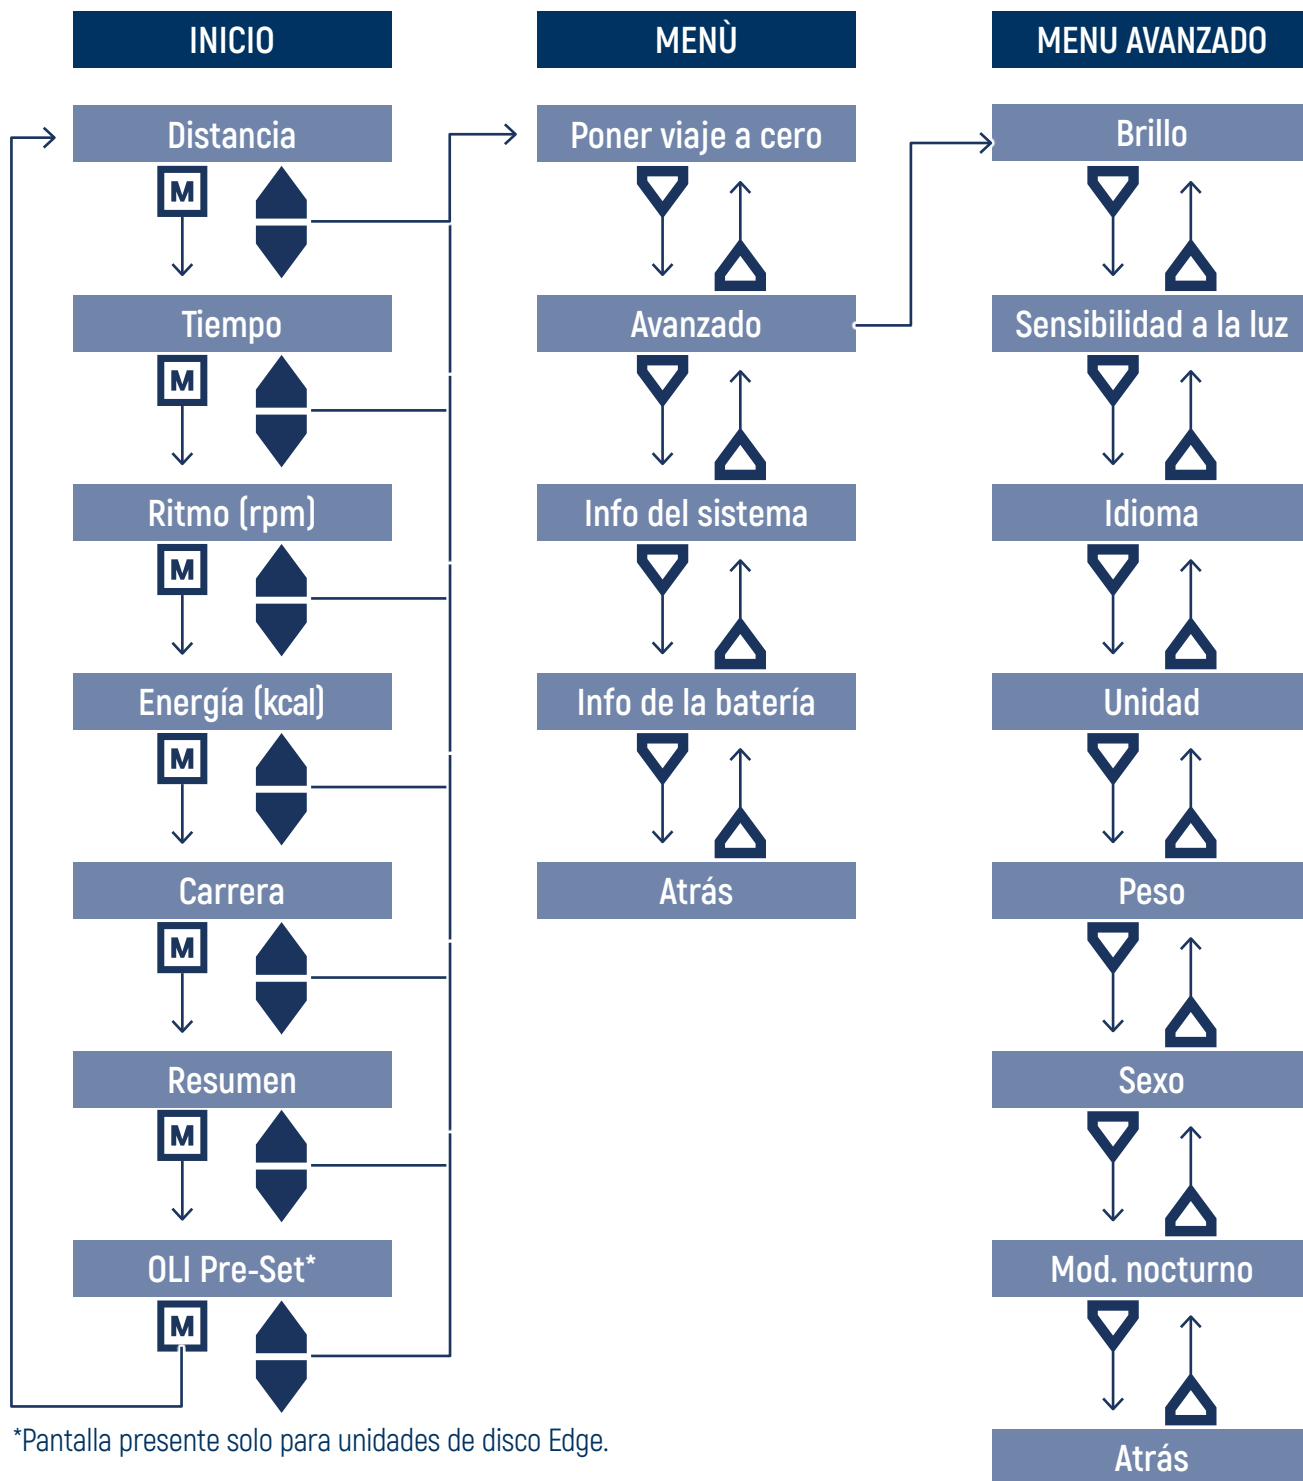 INICIO
Distancia
M
Tiempo
M
Ritmo (rpm)
M
Energía (kcal)
M
Carrera
M
Resumen
M
OLI Pre-Set*
M
*Pantalla presente solo para unidades de disco Edge.
MENÙ
Poner viaje a cero
Avanzado
Info del sistema
Info de la batería
Atrás
MENU AVANZADO
Brillo
Sensibilidad a la luz
Idioma
Unidad
Peso
Sexo
Mod. nocturno
Atrás